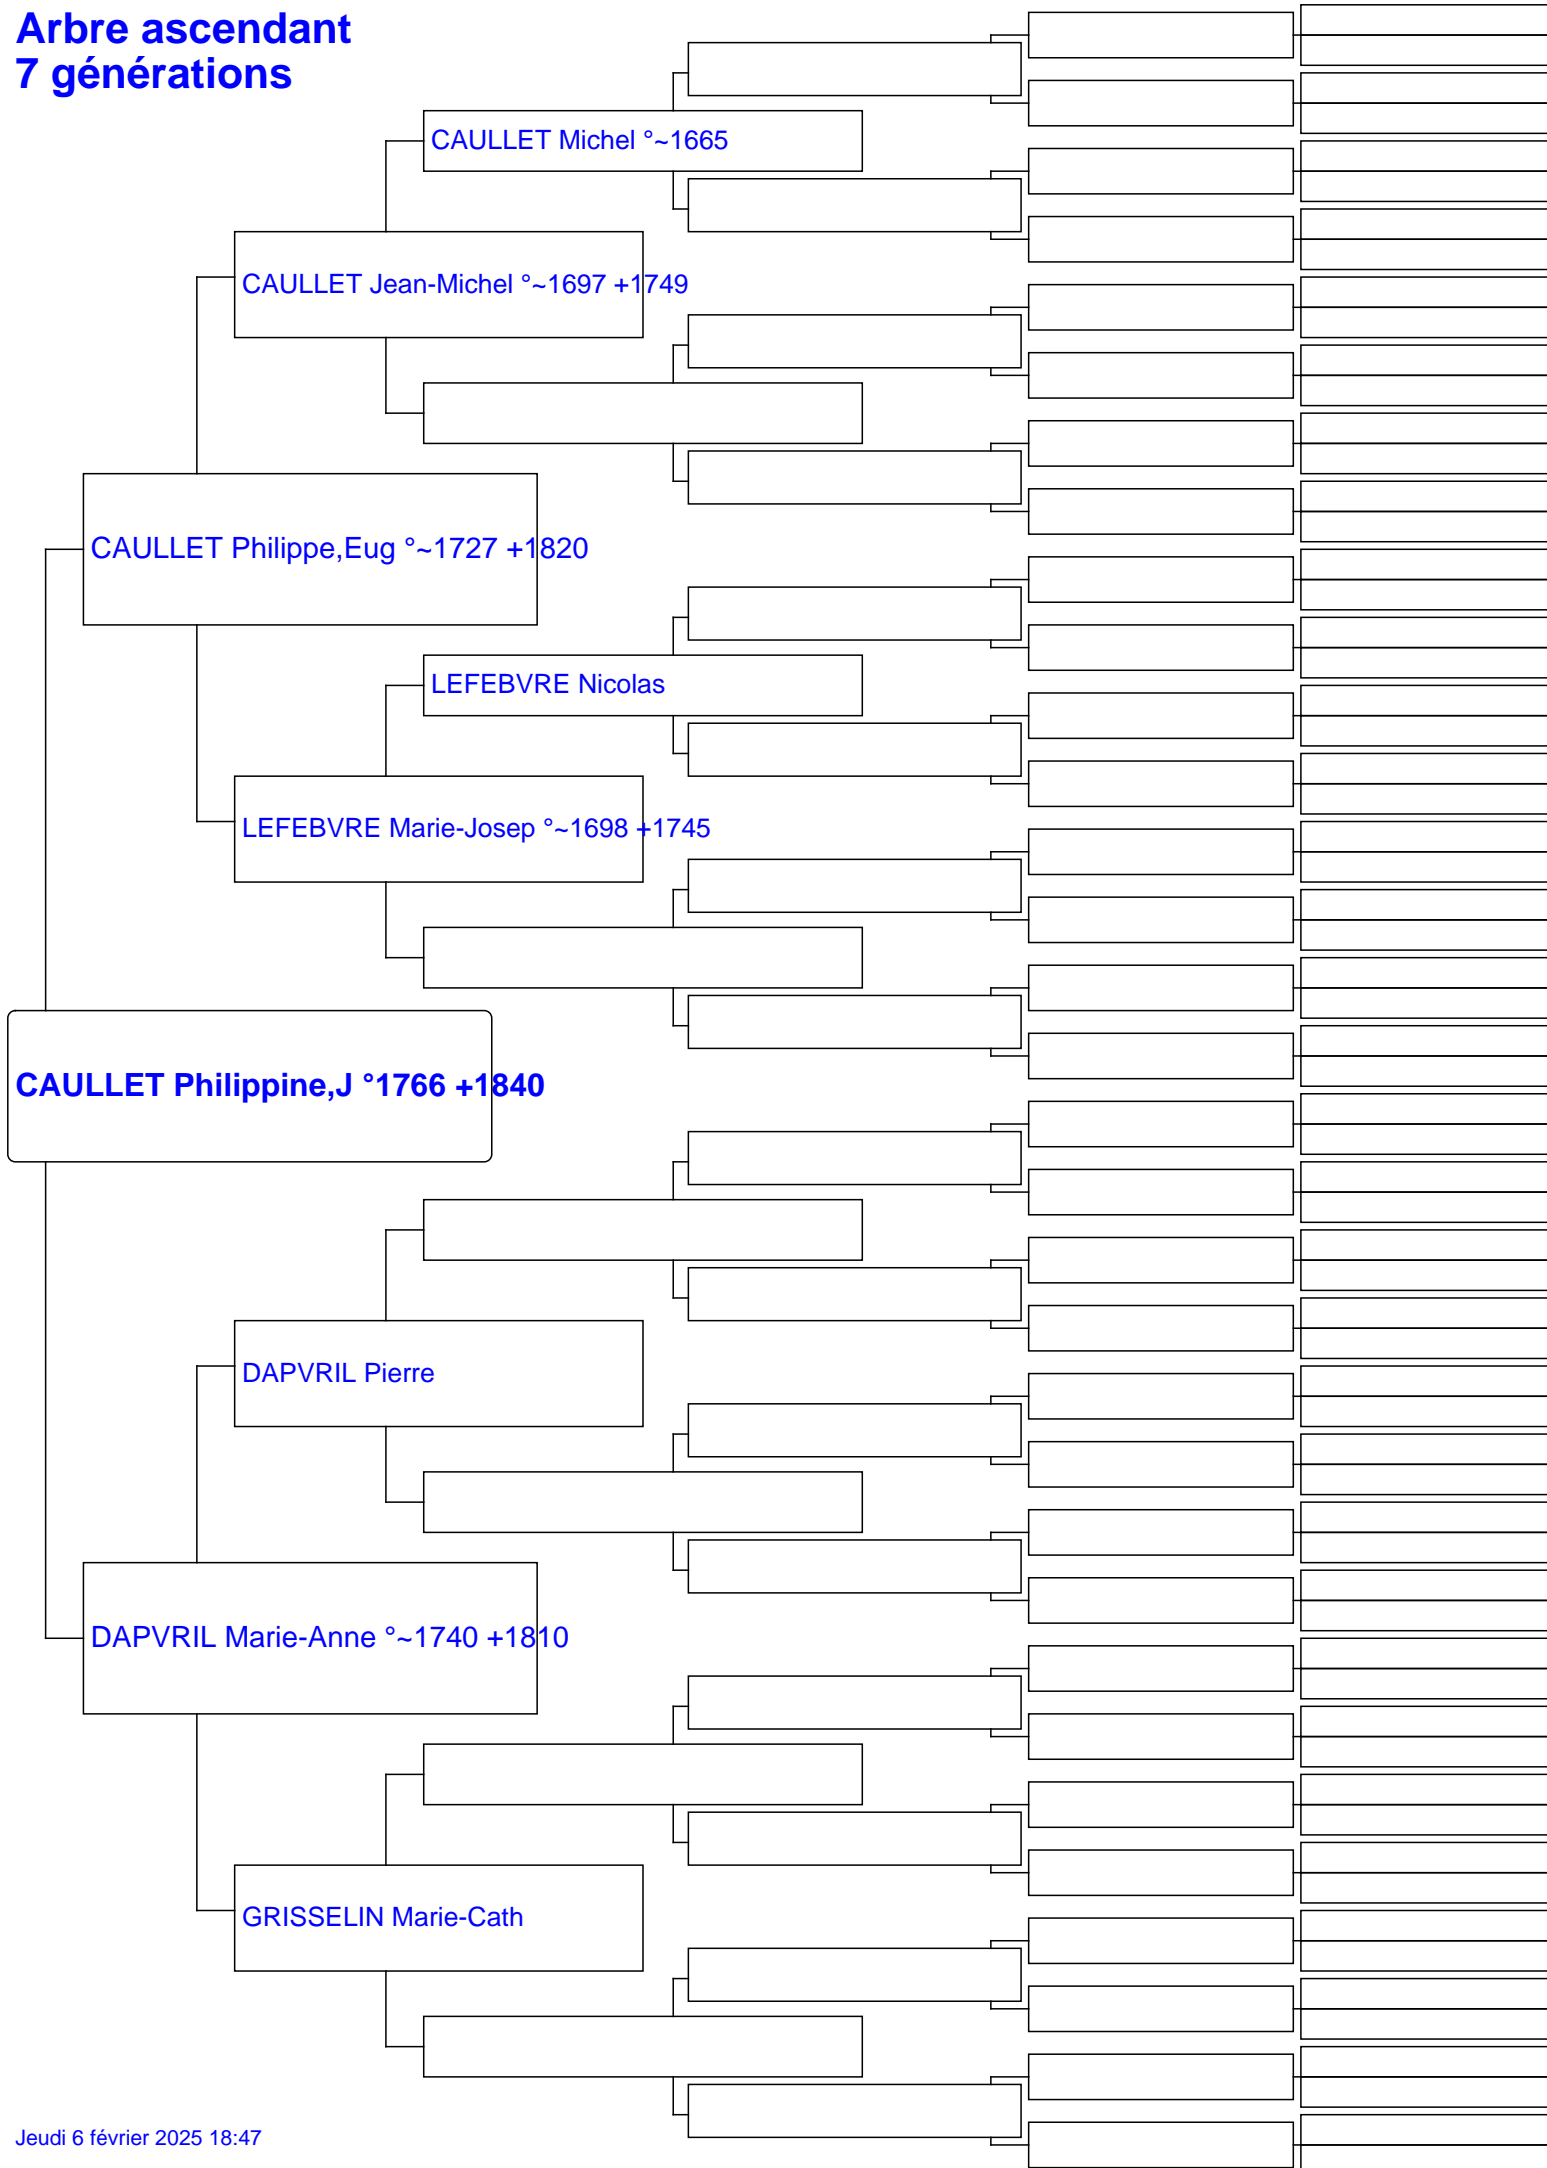 Arbre ascendant
7 générations
CAULLET Michel °~1665
CAULLET Jean-Michel °~1697 +1749
CAULLET Philippe,Eug °~1727 +1820
LEFEBVRE Nicolas
LEFEBVRE Marie-Josep °~1698 +1745
CAULLET Philippine,J °1766 +1840
DAPVRIL Pierre
DAPVRIL Marie-Anne °~1740 +1810
GRISSELIN Marie-Cath
Jeudi 6 février 2025 18:47